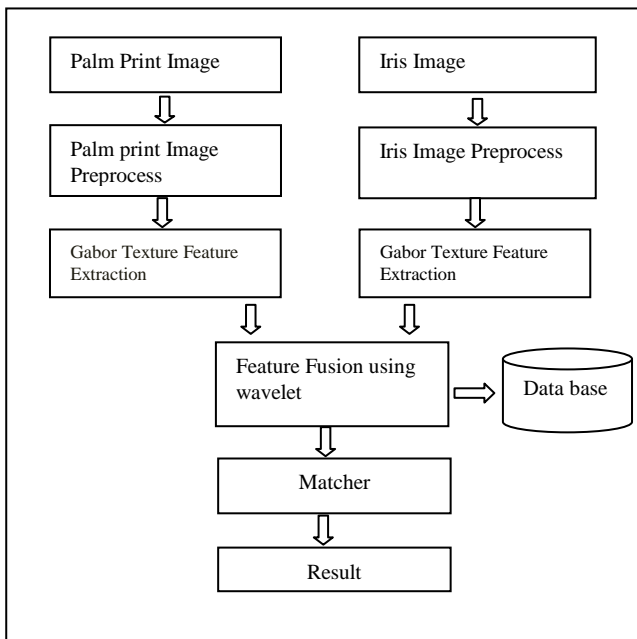 Palm Print Image
Iris Image
Palm print Image
Preprocess
Iris Image Preprocess
Gabor Texture Feature
Extraction
Gabor Texture Feature
Extraction
Feature Fusion using
wavelet
Data base
Matcher
Result